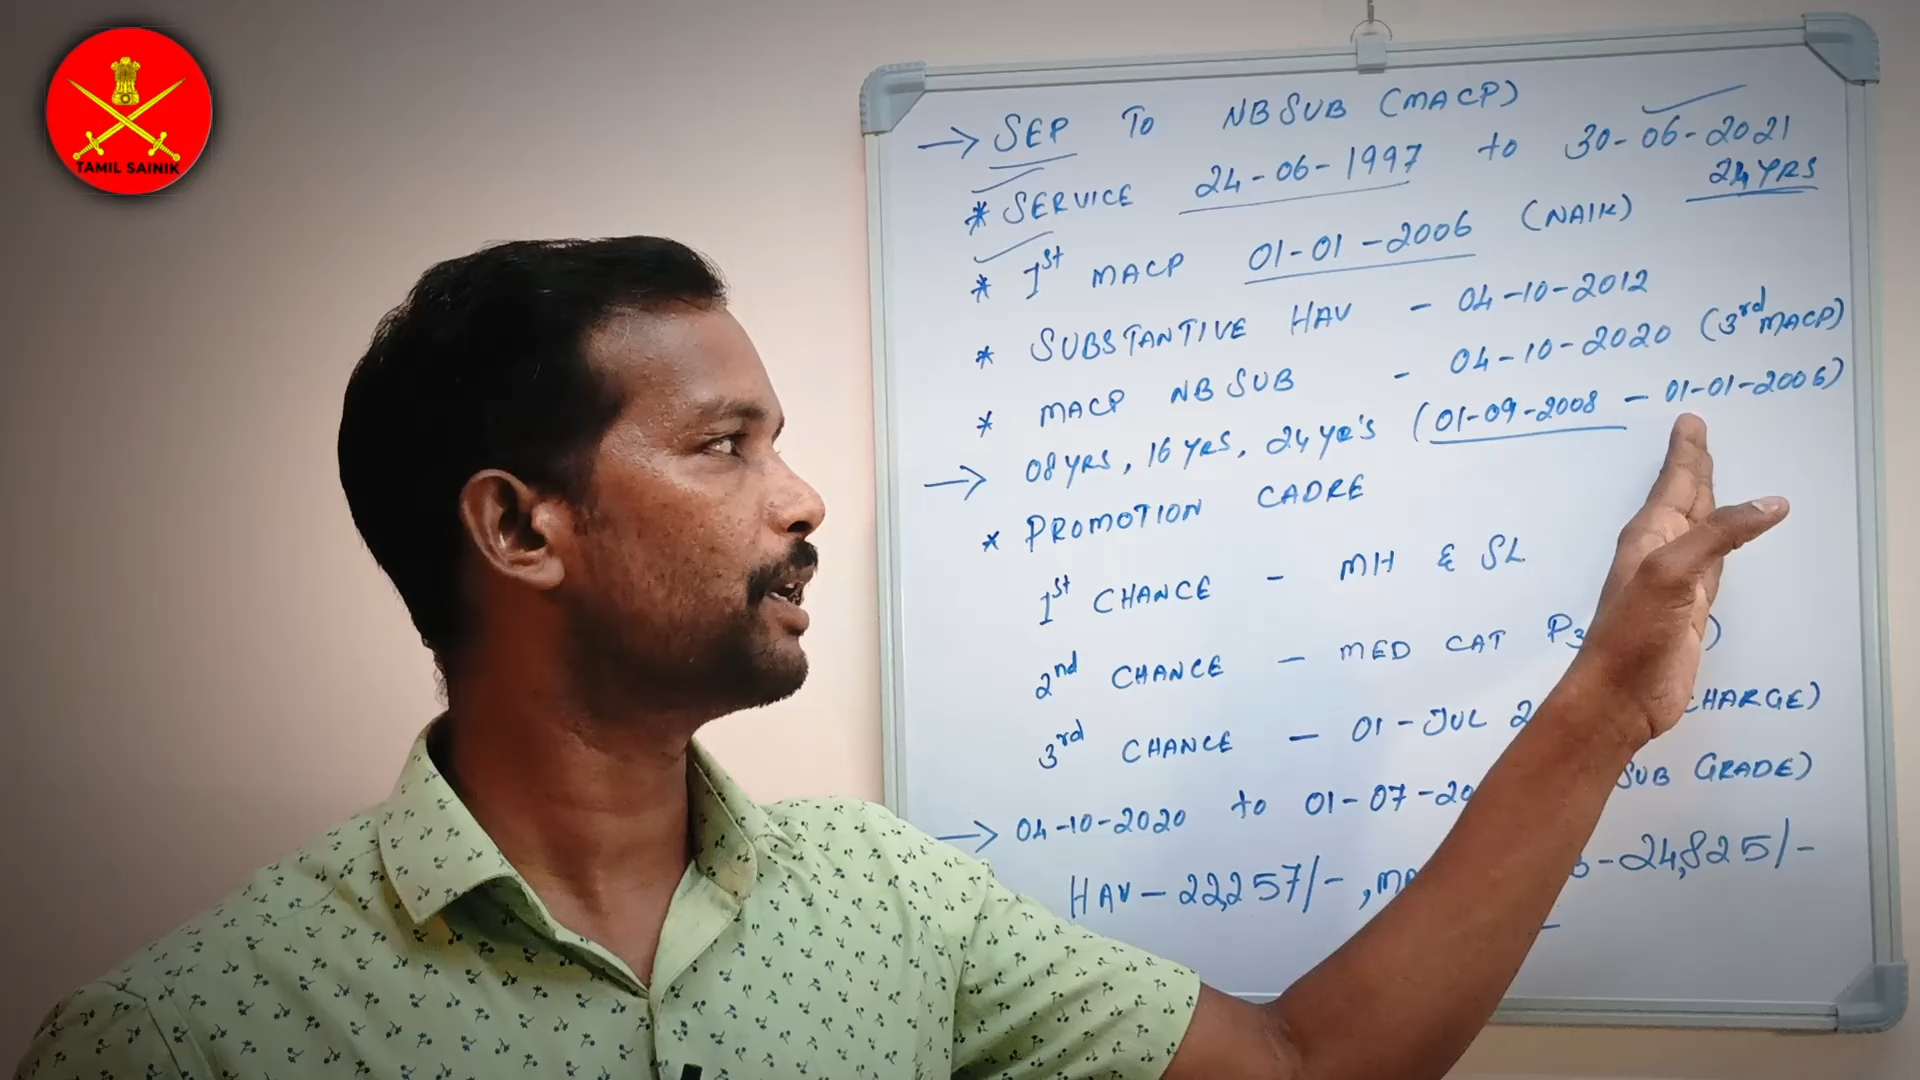 TAMIL SAINIK
→ SEP TO NB SUB (MACP)
* SERVICE 24-06-1997 to 30-06-2021
24 YRS
* 1st MACP 01-01-2006 (NAIK)
* SUBSTANTIVE HAV - 04-10-2012
* MACP NB SUB - 04-10-2020 (3rd MACP)
→ 08 YRS, 16 YRS, 24 YR'S (01-09-2008 - 01-01-2006)
* PROMOTION CADRE
1st CHANCE - MH & SL
2nd CHANCE - MED CAT P3
3rd CHANCE - 01-JUL CHARGE)
→ 04-10-2020 to 01-07-20 SUB GRADE)
HAV-22,257/-, -24,825/-